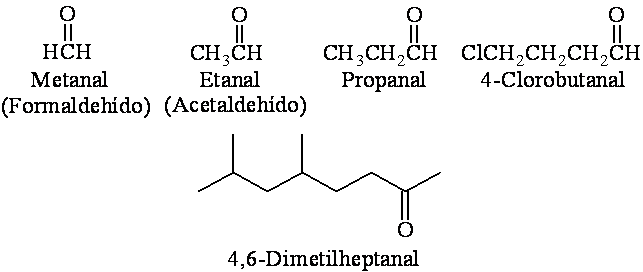 O O O O
HCH CH₃CH CH₃CH₂CH ClCH₂CH₂CH₂CH
Metanal Etanal Propanal 4-Clorobutanal
(Formaldehído) (Acetaldehído)
O
4,6-Dimetilheptanal